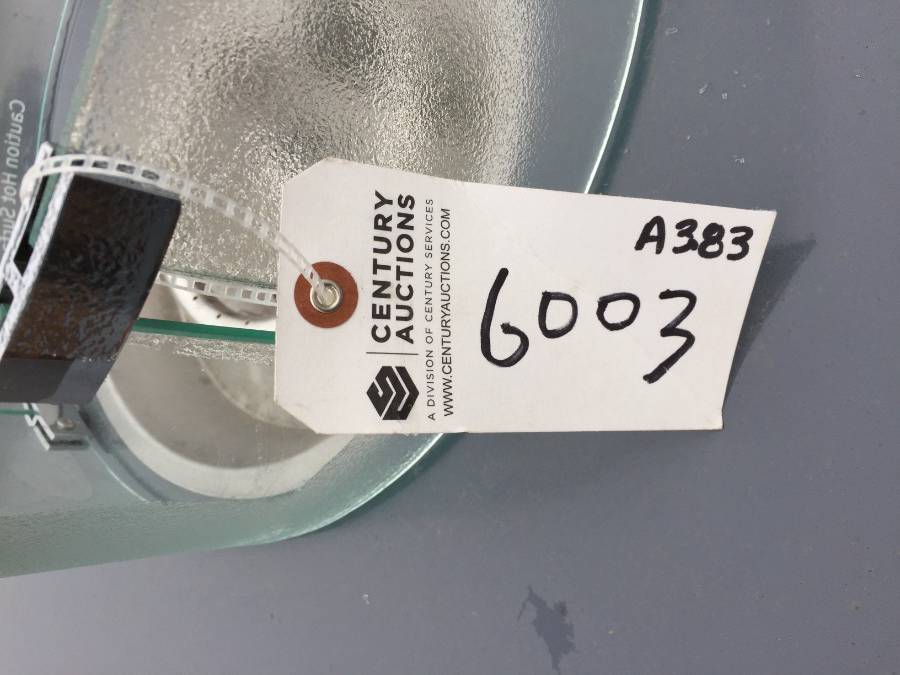 CENTURY
AUCTIONS
A DIVISION OF CENTURY SERVICES
WWW.CENTURYAUCTIONS.COM
A383
6003
Caution Hot